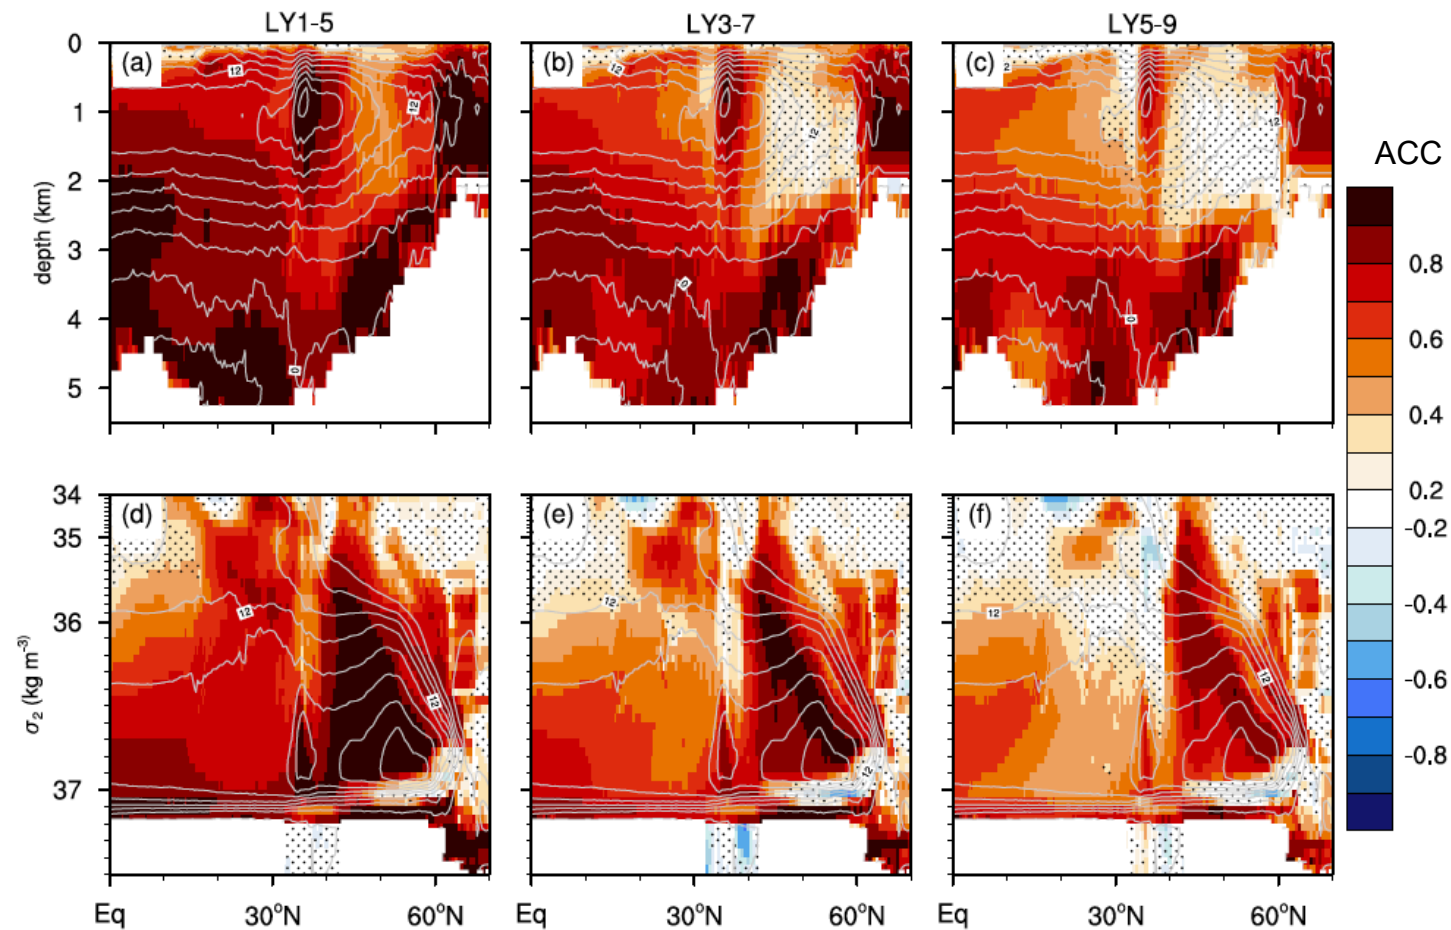 LY1-5 LY3-7 LY5-9
0 (a) (b) (c)
12 12 2
ACC
1 12 12 12
2
depth (km)
3
0.8
0
4 0
0.6
5 0
0.4
34 0.2
(d) (e) (f)
35 -0.2
12 12 12
-0.4
36
-0.6
σ2 (kg m-3)
12 12
-0.8
37 12
Eq 30°N 60°N Eq 30°N 60°N Eq 30°N 60°N